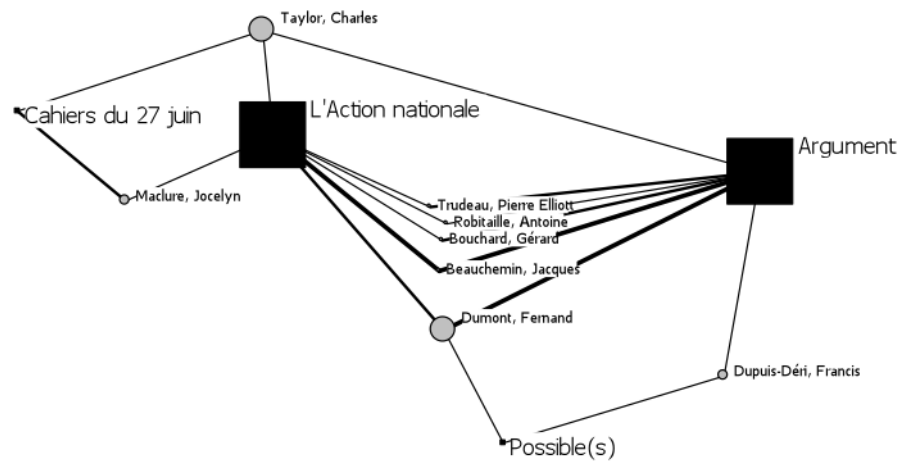 Taylor, Charles
Cahiers du 27 juin
L'Action nationale
Argument
Maclure, Jocelyn
Trudeau, Pierre Elliott
Robitaille, Antoine
Bouchard, Gérard
Beauchemin, Jacques
Dumont, Fernand
Dupuis-Déri, Francis
Possible(s)